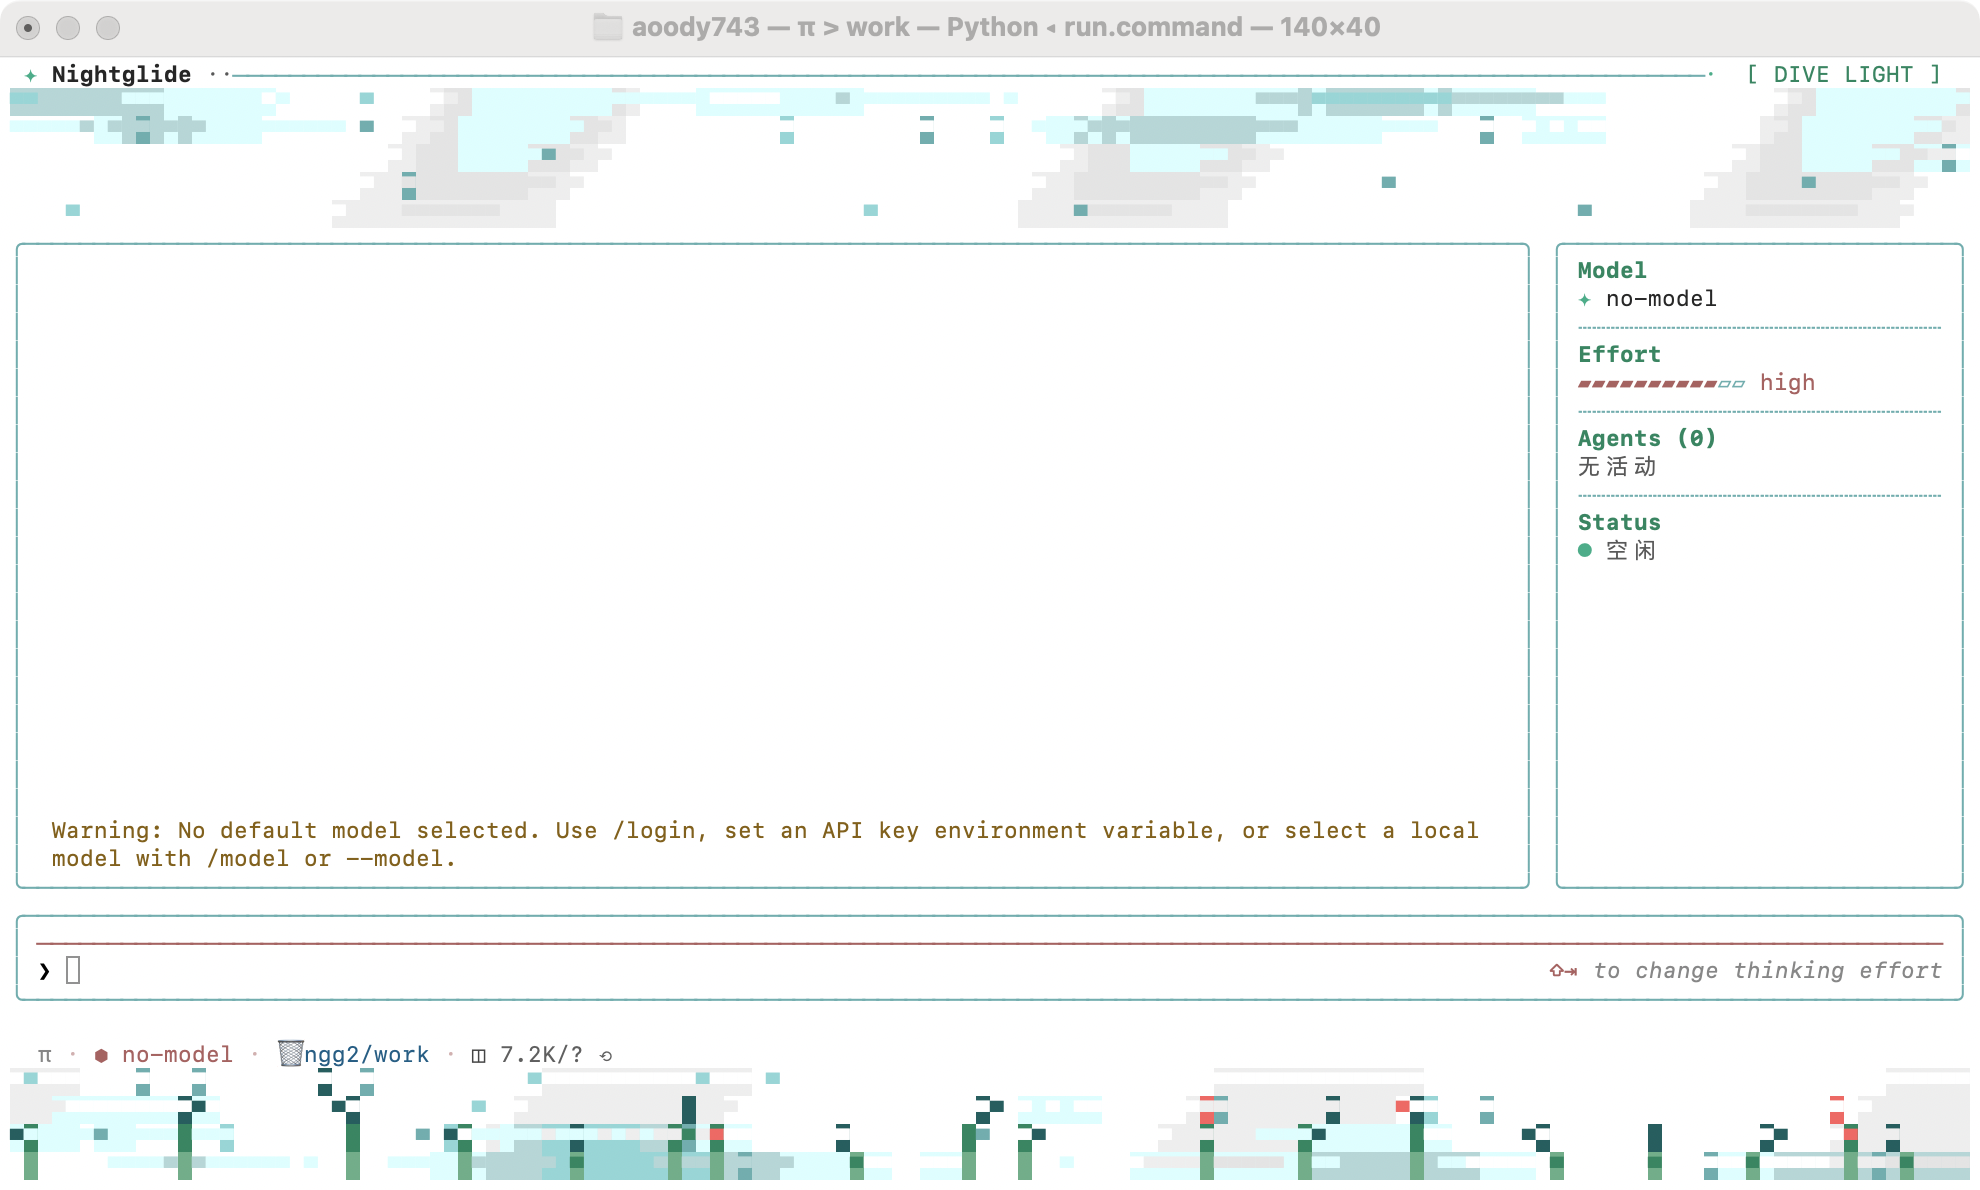 aoody743 — π > work — Python ◂ run.command — 140×40
✦ Nightglide ·· · [ DIVE LIGHT ]
Model
✦ no-model
Effort
▰▰▰▰▰▰▰▰▰▰▱▱ high
Agents (0)
无活动
Status
● 空闲
Warning: No default model selected. Use /login, set an API key environment variable, or select a local
model with /model or --model.
❯ ⇧⇥ to change thinking effort
π · ⬢ no-model · 🗑ngg2/work · ◫ 7.2K/? ⟲